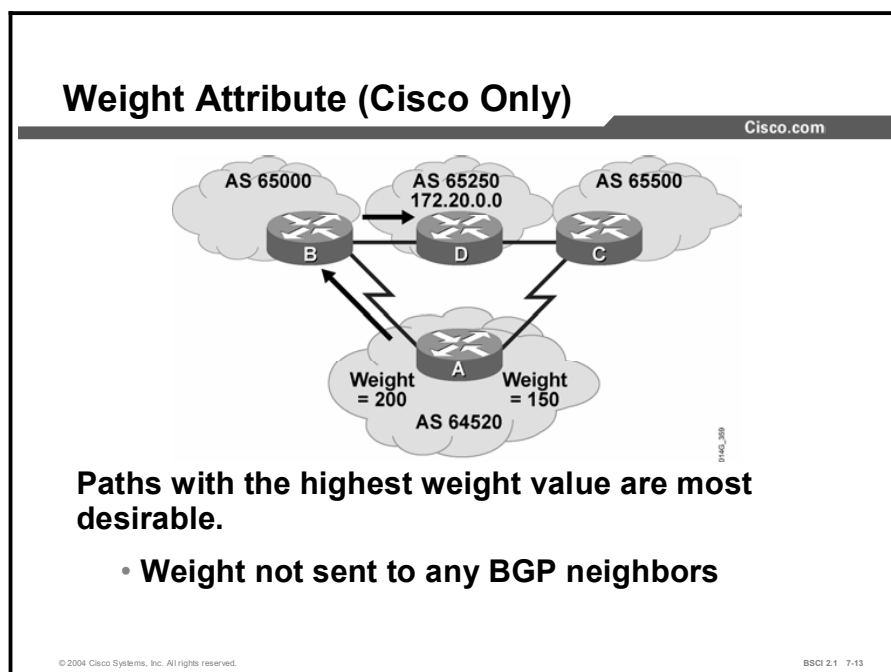 Weight Attribute (Cisco Only)
Cisco.com
AS 65000
AS 65250
172.20.0.0
AS 65500
B
D
C
A
Weight
= 200
Weight
= 150
AS 64520
014G_359
Paths with the highest weight value are most
desirable.
• Weight not sent to any BGP neighbors
© 2004 Cisco Systems, Inc. All rights reserved.
BSCI 2.1 7-13